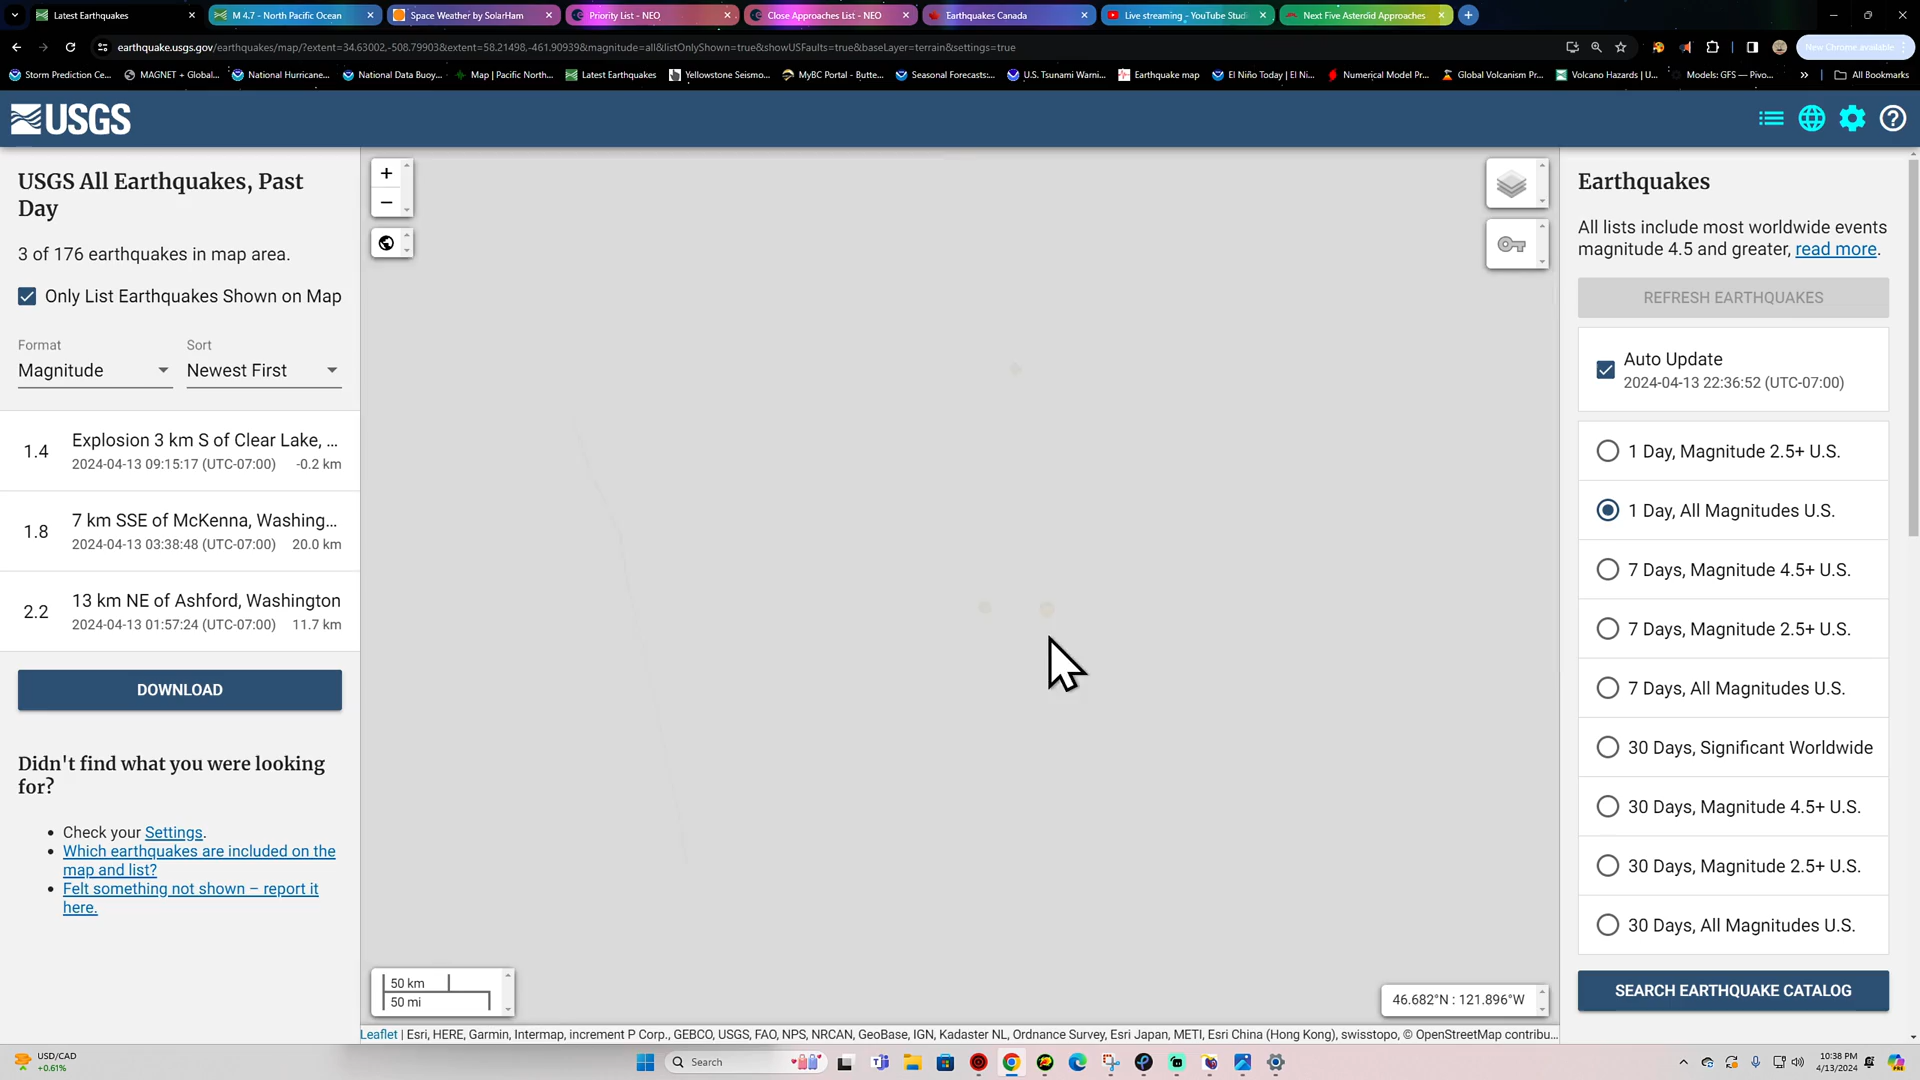 Latest Earthquakes
M 4.7 - North Pacific Ocean
Space Weather by SolarHam
Priority List - NEO
Close Approaches List - NEO
Earthquakes Canada
Live streaming - YouTube Studi
Next Five Asteroid Approaches
earthquake.usgs.gov/earthquakes/map/?extent=34.63002,-508.79903&extent=58.21498,-461.90939&magnitude=all&listOnlyShown=true&showUSFaults=true&baseLayer=terrain&settings=true
New Chrome available
Storm Prediction Ce...
MAGNET + Global...
National Hurricane...
National Data Buoy...
Map | Pacific North...
Latest Earthquakes
Yellowstone Seismo...
MyBC Portal - Butte...
Seasonal Forecasts:...
U.S. Tsunami Warni...
Earthquake map
El Niño Today | El Ni...
Numerical Model Pr...
Global Volcanism Pr...
Volcano Hazards | U...
Models: GFS — Pivo...
All Bookmarks
USGS
USGS All Earthquakes, Past
Day
3 of 176 earthquakes in map area.
Only List Earthquakes Shown on Map
Format
Sort
Magnitude
Newest First
1.4
Explosion 3 km S of Clear Lake, ...
2024-04-13 09:15:17 (UTC-07:00) -0.2 km
1.8
7 km SSE of McKenna, Washing...
2024-04-13 03:38:48 (UTC-07:00) 20.0 km
2.2
13 km NE of Ashford, Washington
2024-04-13 01:57:24 (UTC-07:00) 11.7 km
DOWNLOAD
Didn't find what you were looking
for?
• Check your Settings.
• Which earthquakes are included on the
map and list?
• Felt something not shown – report it
here.
+
−
50 km
50 mi
46.682°N : 121.896°W
Leaflet | Esri, HERE, Garmin, Intermap, increment P Corp., GEBCO, USGS, FAO, NPS, NRCAN, GeoBase, IGN, Kadaster NL, Ordnance Survey, Esri Japan, METI, Esri China (Hong Kong), swisstopo, © OpenStreetMap contribu...
Earthquakes
All lists include most worldwide events
magnitude 4.5 and greater, read more.
REFRESH EARTHQUAKES
Auto Update
2024-04-13 22:36:52 (UTC-07:00)
1 Day, Magnitude 2.5+ U.S.
1 Day, All Magnitudes U.S.
7 Days, Magnitude 4.5+ U.S.
7 Days, Magnitude 2.5+ U.S.
7 Days, All Magnitudes U.S.
30 Days, Significant Worldwide
30 Days, Magnitude 4.5+ U.S.
30 Days, Magnitude 2.5+ U.S.
30 Days, All Magnitudes U.S.
SEARCH EARTHQUAKE CATALOG
USD/CAD
+0.61%
Search
10:38 PM
4/13/2024